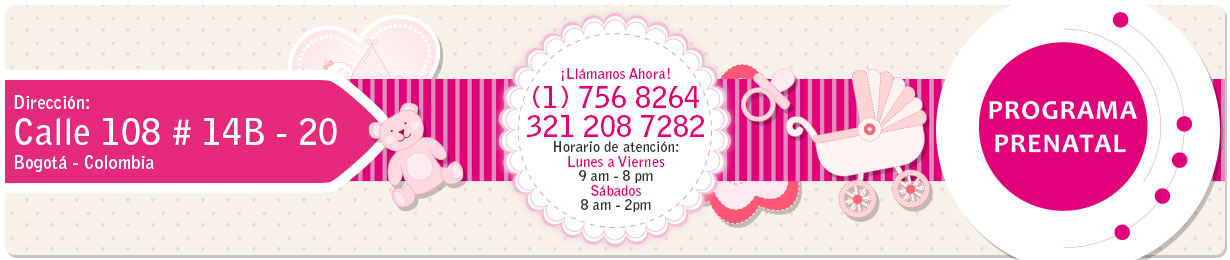 Dirección:
Calle 108 # 14B - 20
Bogotá - Colombia
¡Llámanos Ahora!
(1) 756 8264
321 208 7282
Horario de atención:
Lunes a Viernes
9 am - 8 pm
Sábados
8 am - 2pm
PROGRAMA
PRENATAL